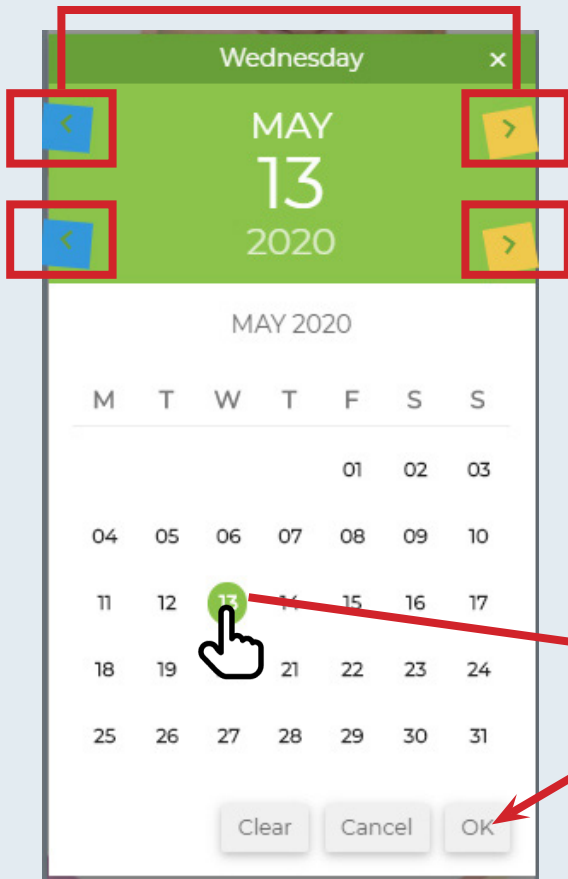 Wednesday ×
< MAY >
13
< 2020 >
MAY 2020
M T W T F S S
01 02 03
04 05 06 07 08 09 10
11 12 13 14 15 16 17
18 19 21 22 23 24
25 26 27 28 29 30 31
Clear Cancel OK